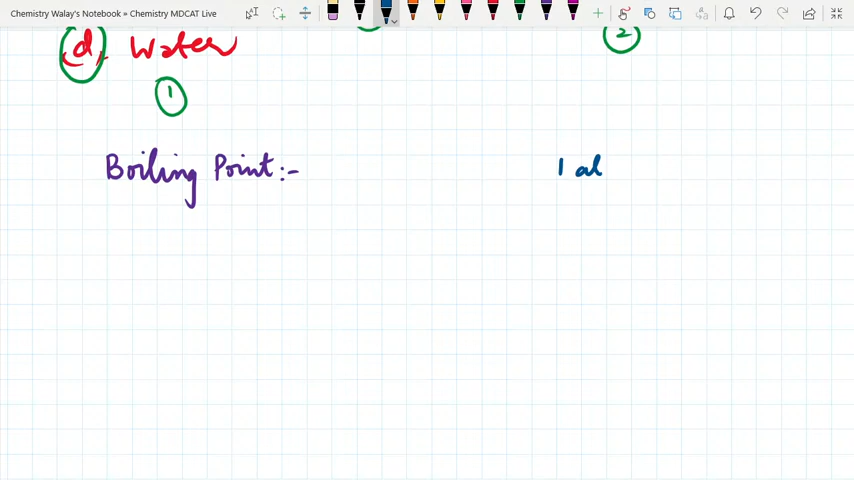 Chemistry Walay's Notebook » Chemistry MDCAT Live
(d) Water
2
1
Boiling Point:-
1 al